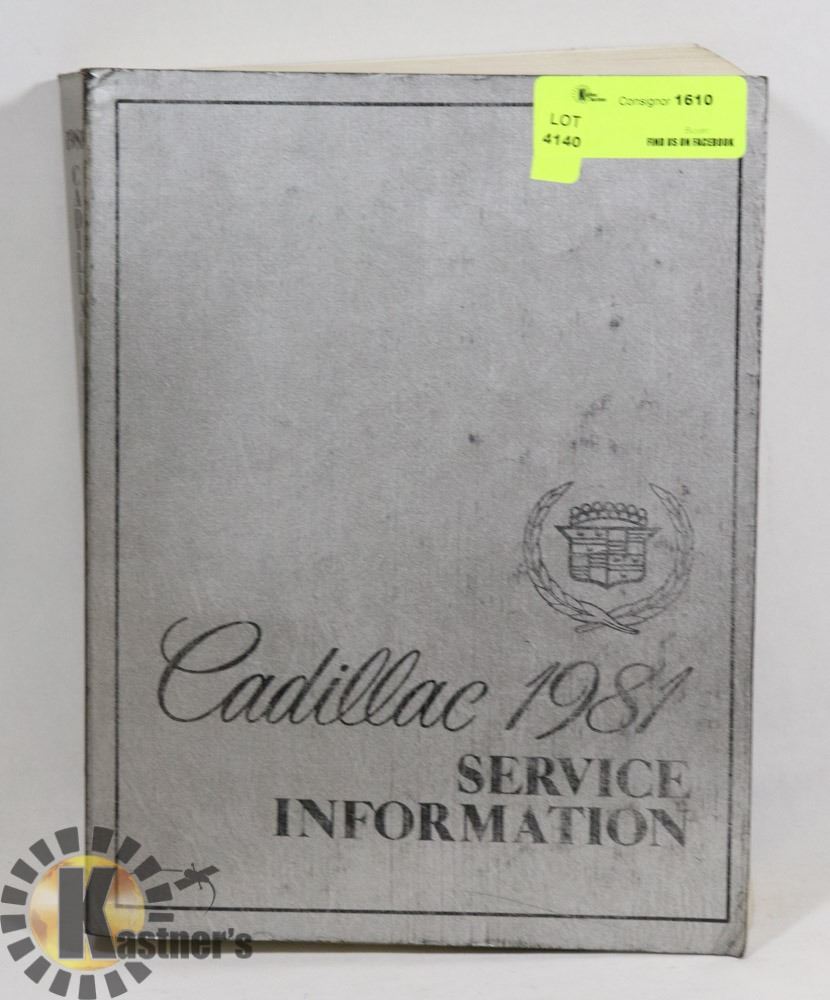 Consignor 1610
LOT
4140
FIND US ON FACEBOOK
Cadillac 1981
SERVICE
INFORMATION
Kastner's